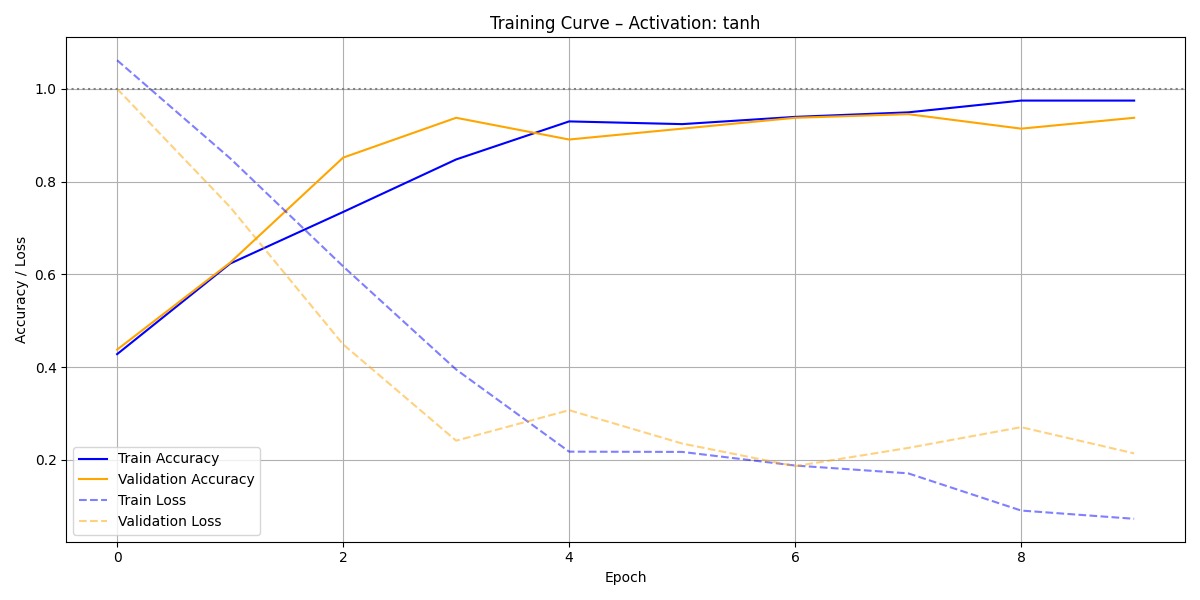 Training Curve – Activation: tanh
1.0
0.8
0.6
0.4
0.2
Accuracy / Loss
Train Accuracy
Validation Accuracy
Train Loss
Validation Loss
0
2
4
6
8
Epoch